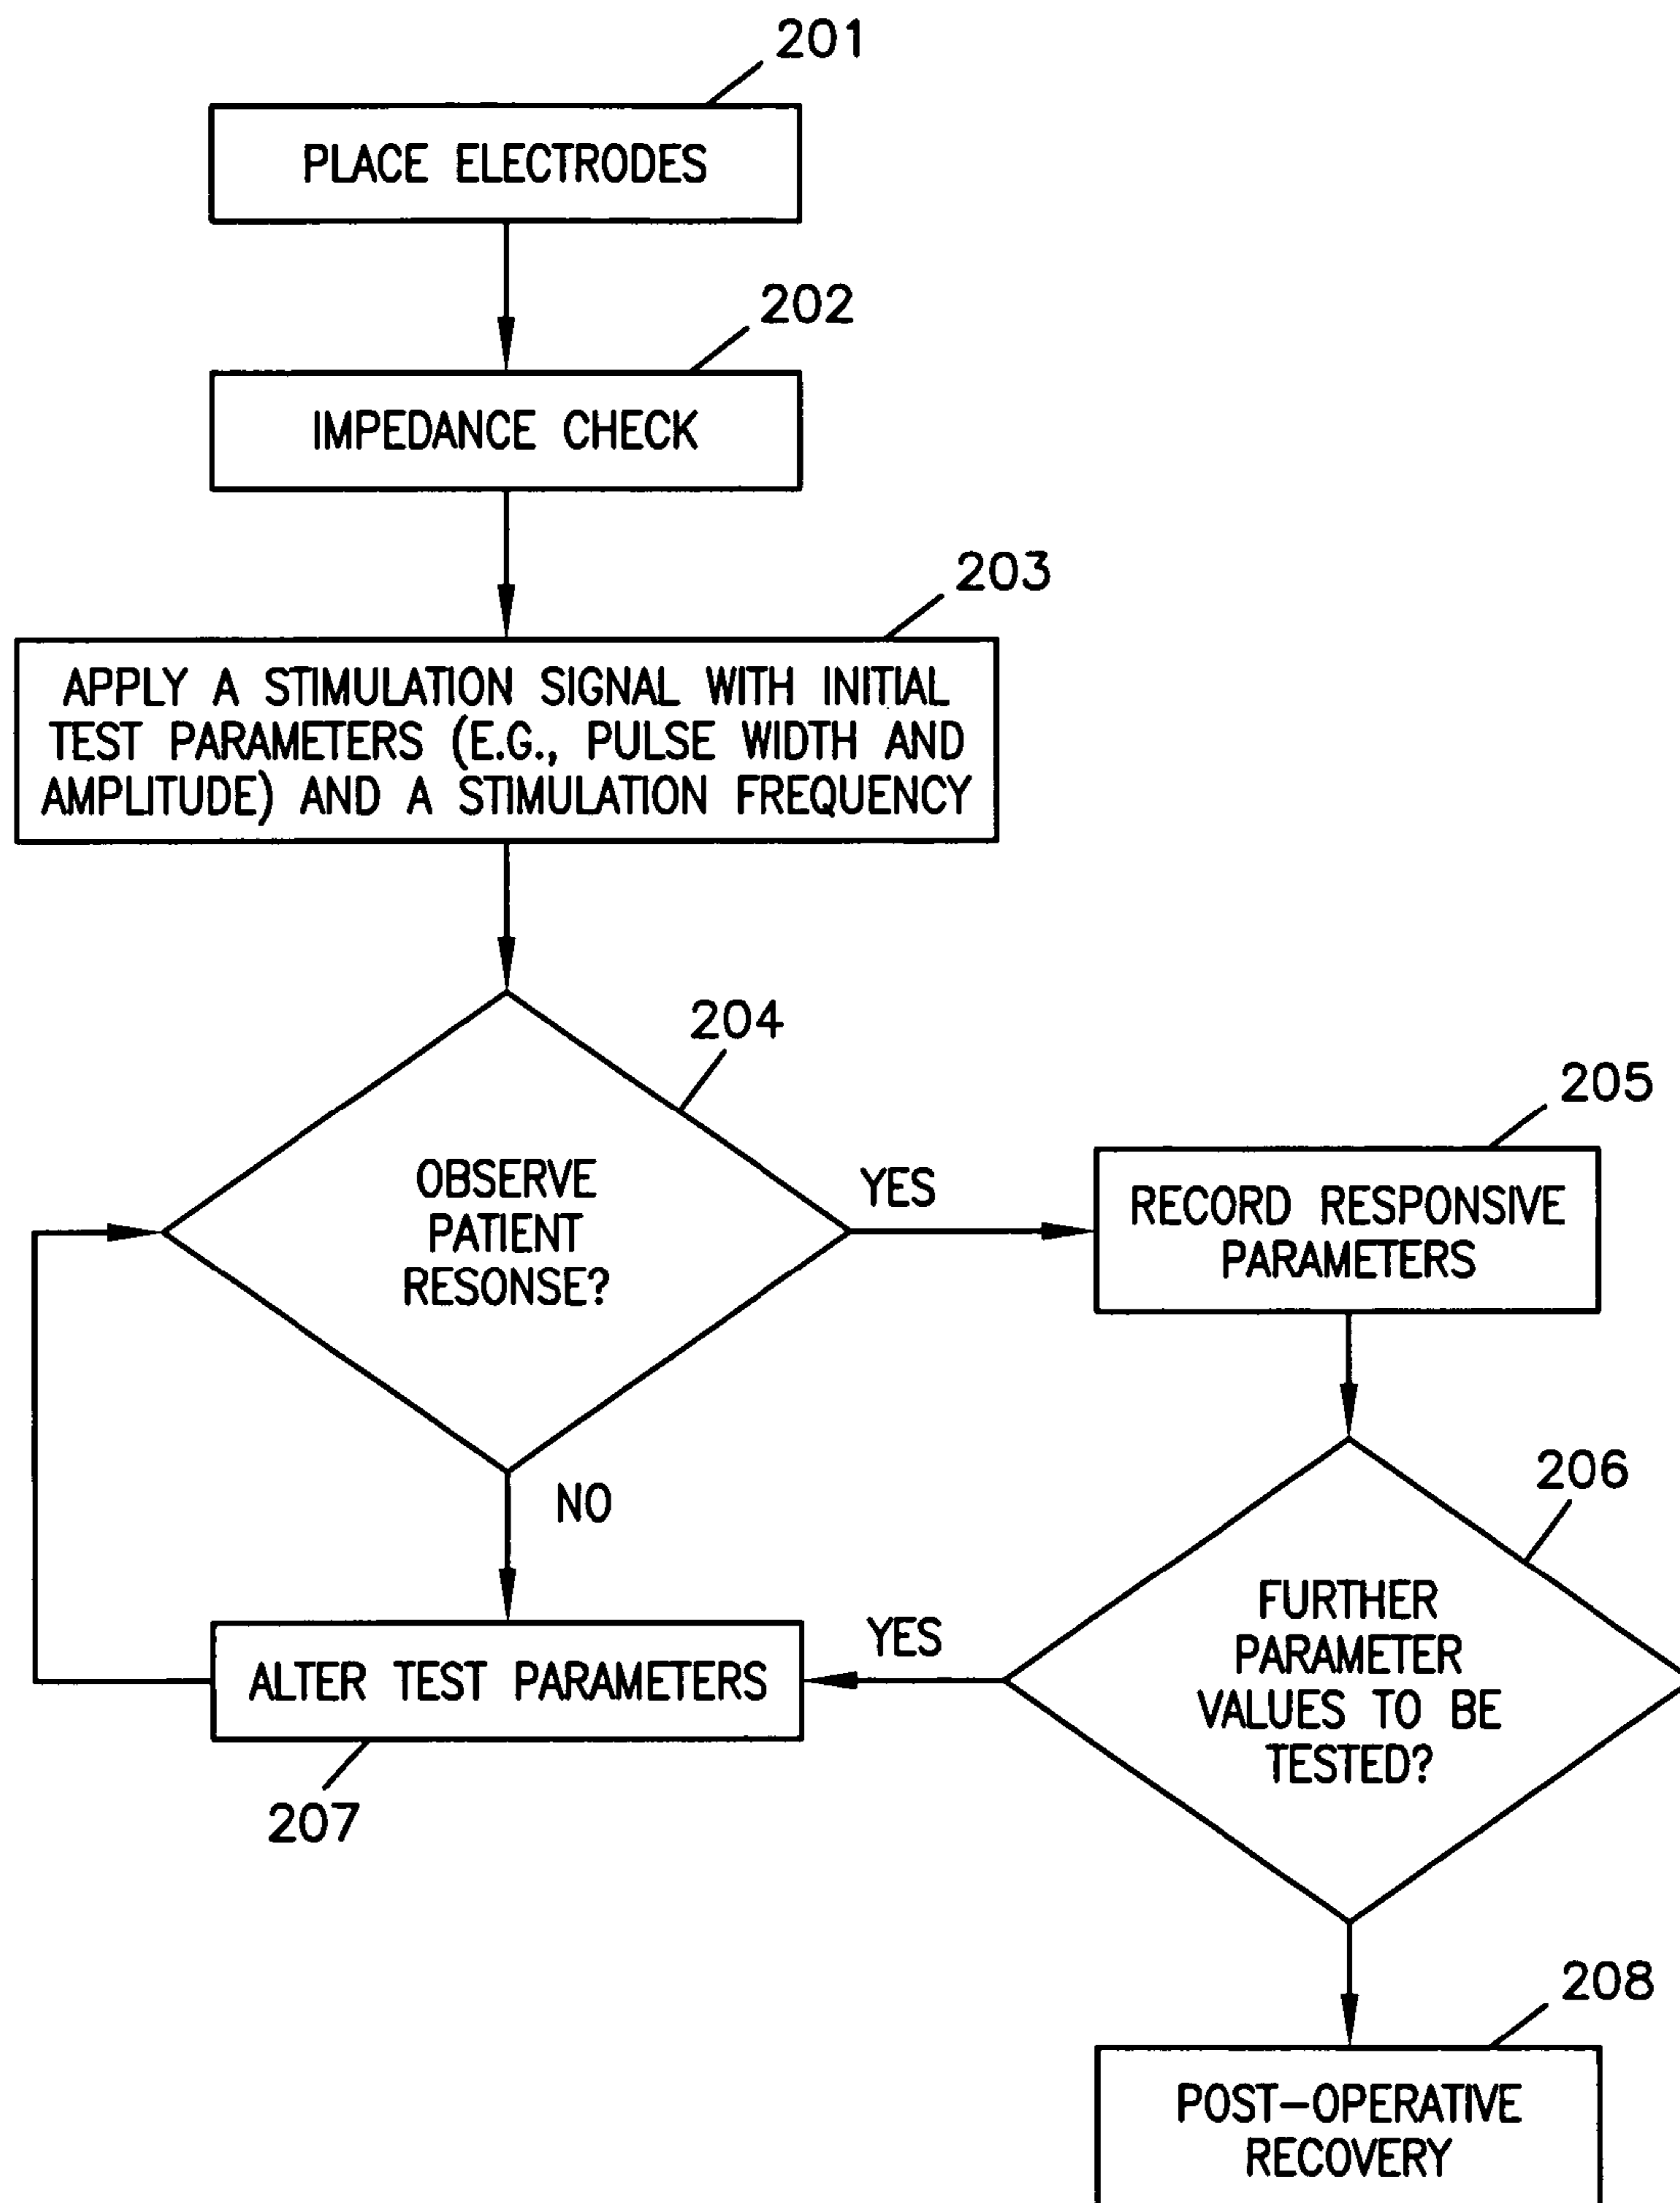 201
PLACE ELECTRODES
202
IMPEDANCE CHECK
203
APPLY A STIMULATION SIGNAL WITH INITIAL
TEST PARAMETERS (E.G., PULSE WIDTH AND
AMPLITUDE) AND A STIMULATION FREQUENCY
204
OBSERVE
PATIENT
RESONSE?
YES
205
RECORD RESPONSIVE
PARAMETERS
NO
206
FURTHER
PARAMETER
VALUES TO BE
TESTED?
YES
ALTER TEST PARAMETERS
207
208
POST-OPERATIVE
RECOVERY